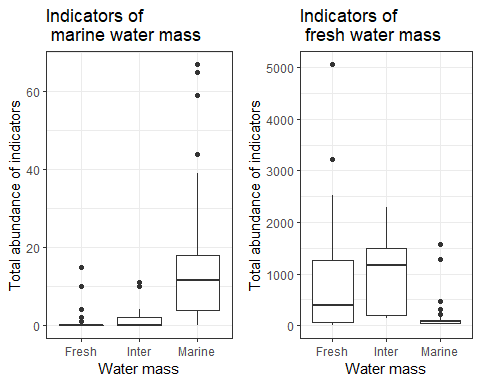 Indicators of
marine water mass
Total abundance of indicators
60
40
20
0
Fresh Inter Marine
Water mass
Indicators of
fresh water mass
Total abundance of indicators
5000
4000
3000
2000
1000
0
Fresh Inter Marine
Water mass